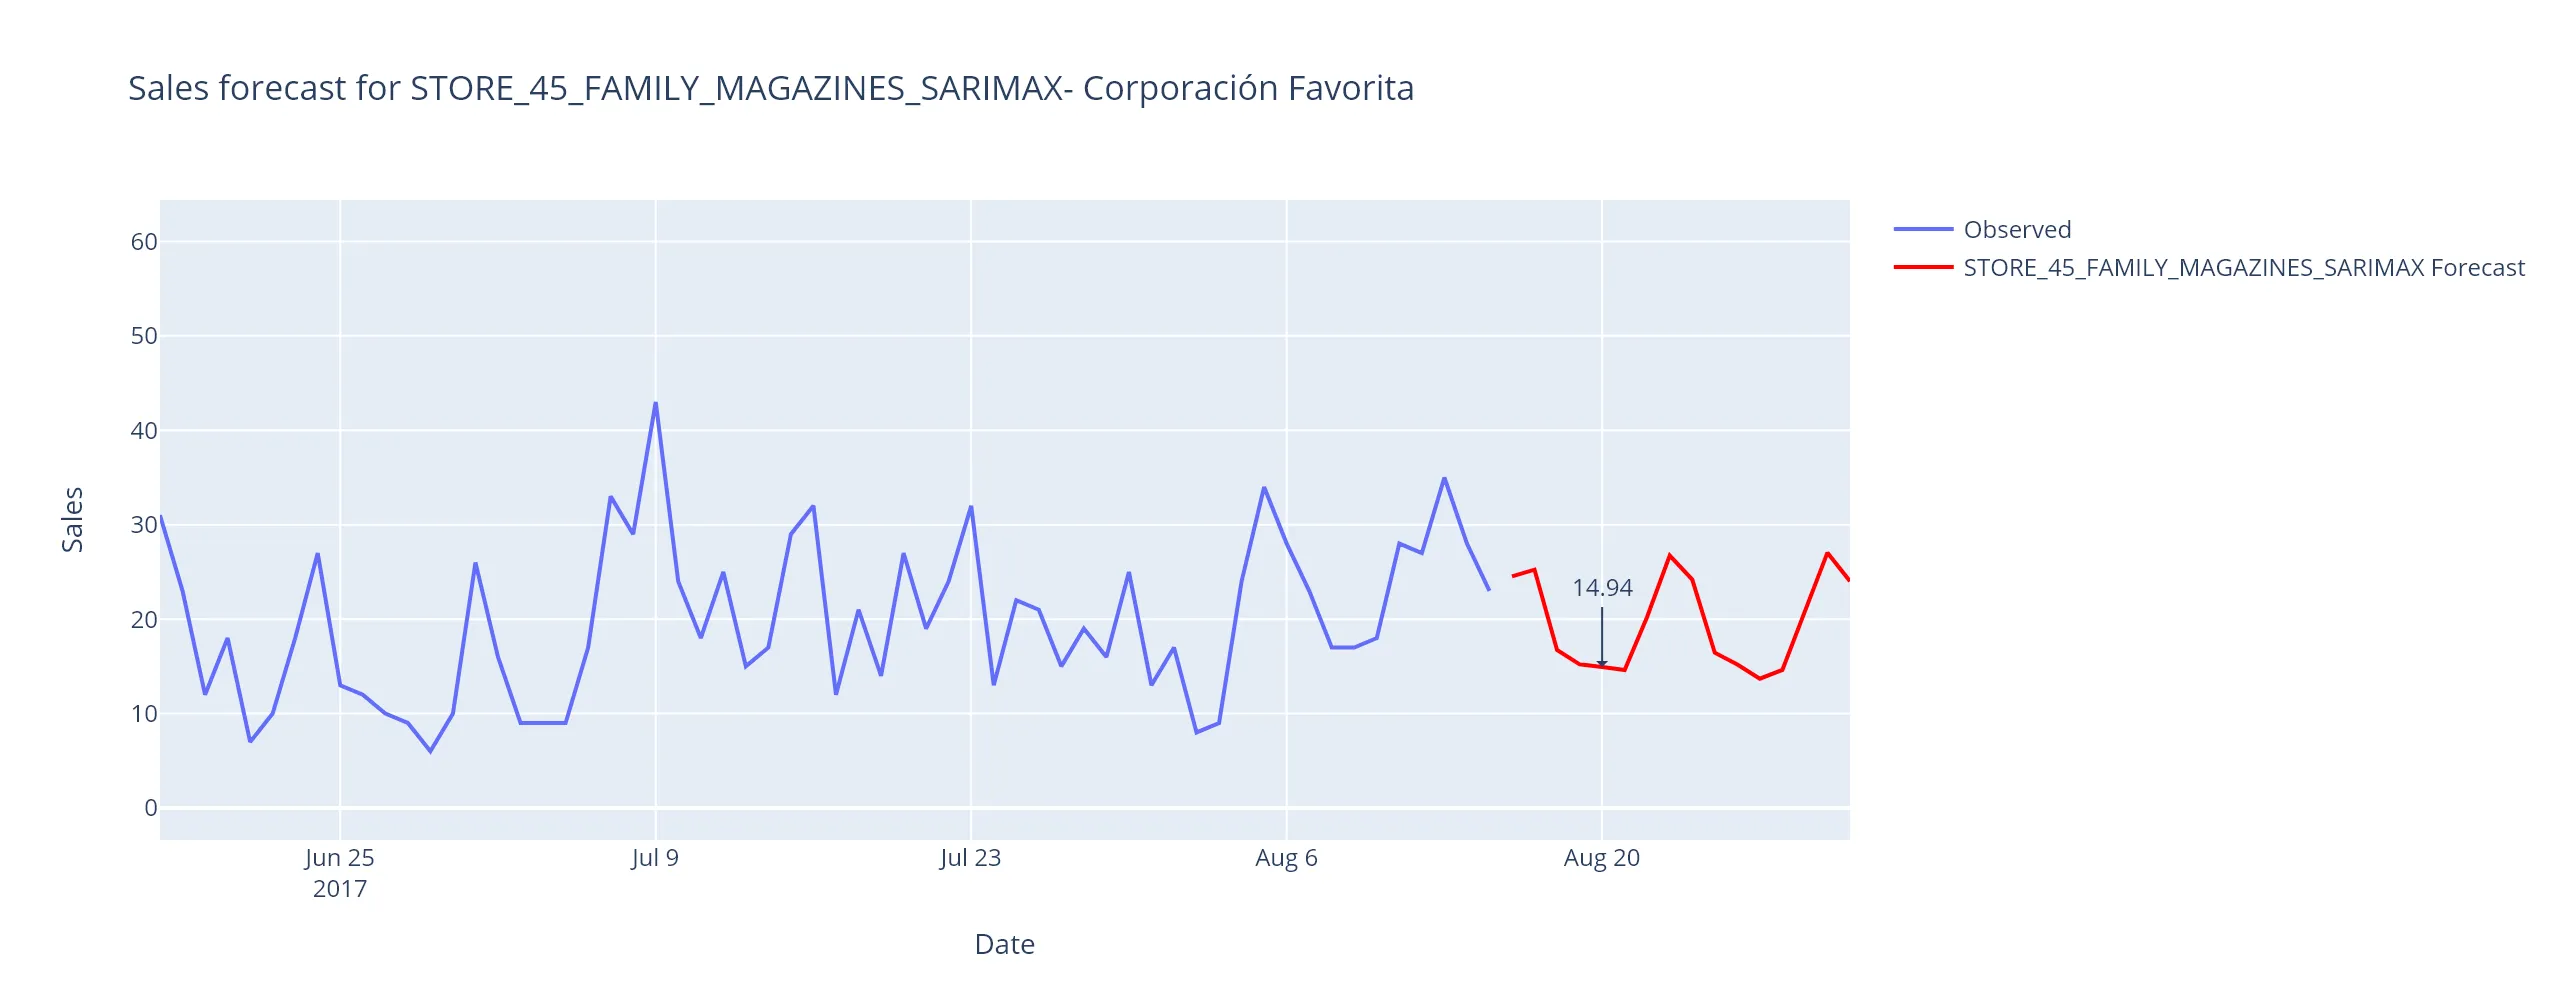 Sales forecast for STORE_45_FAMILY_MAGAZINES_SARIMAX- Corporación Favorita
Observed
STORE_45_FAMILY_MAGAZINES_SARIMAX Forecast
60
50
40
30
20
10
0
Sales
14.94
Jun 25
2017
Jul 9
Jul 23
Aug 6
Aug 20
Date